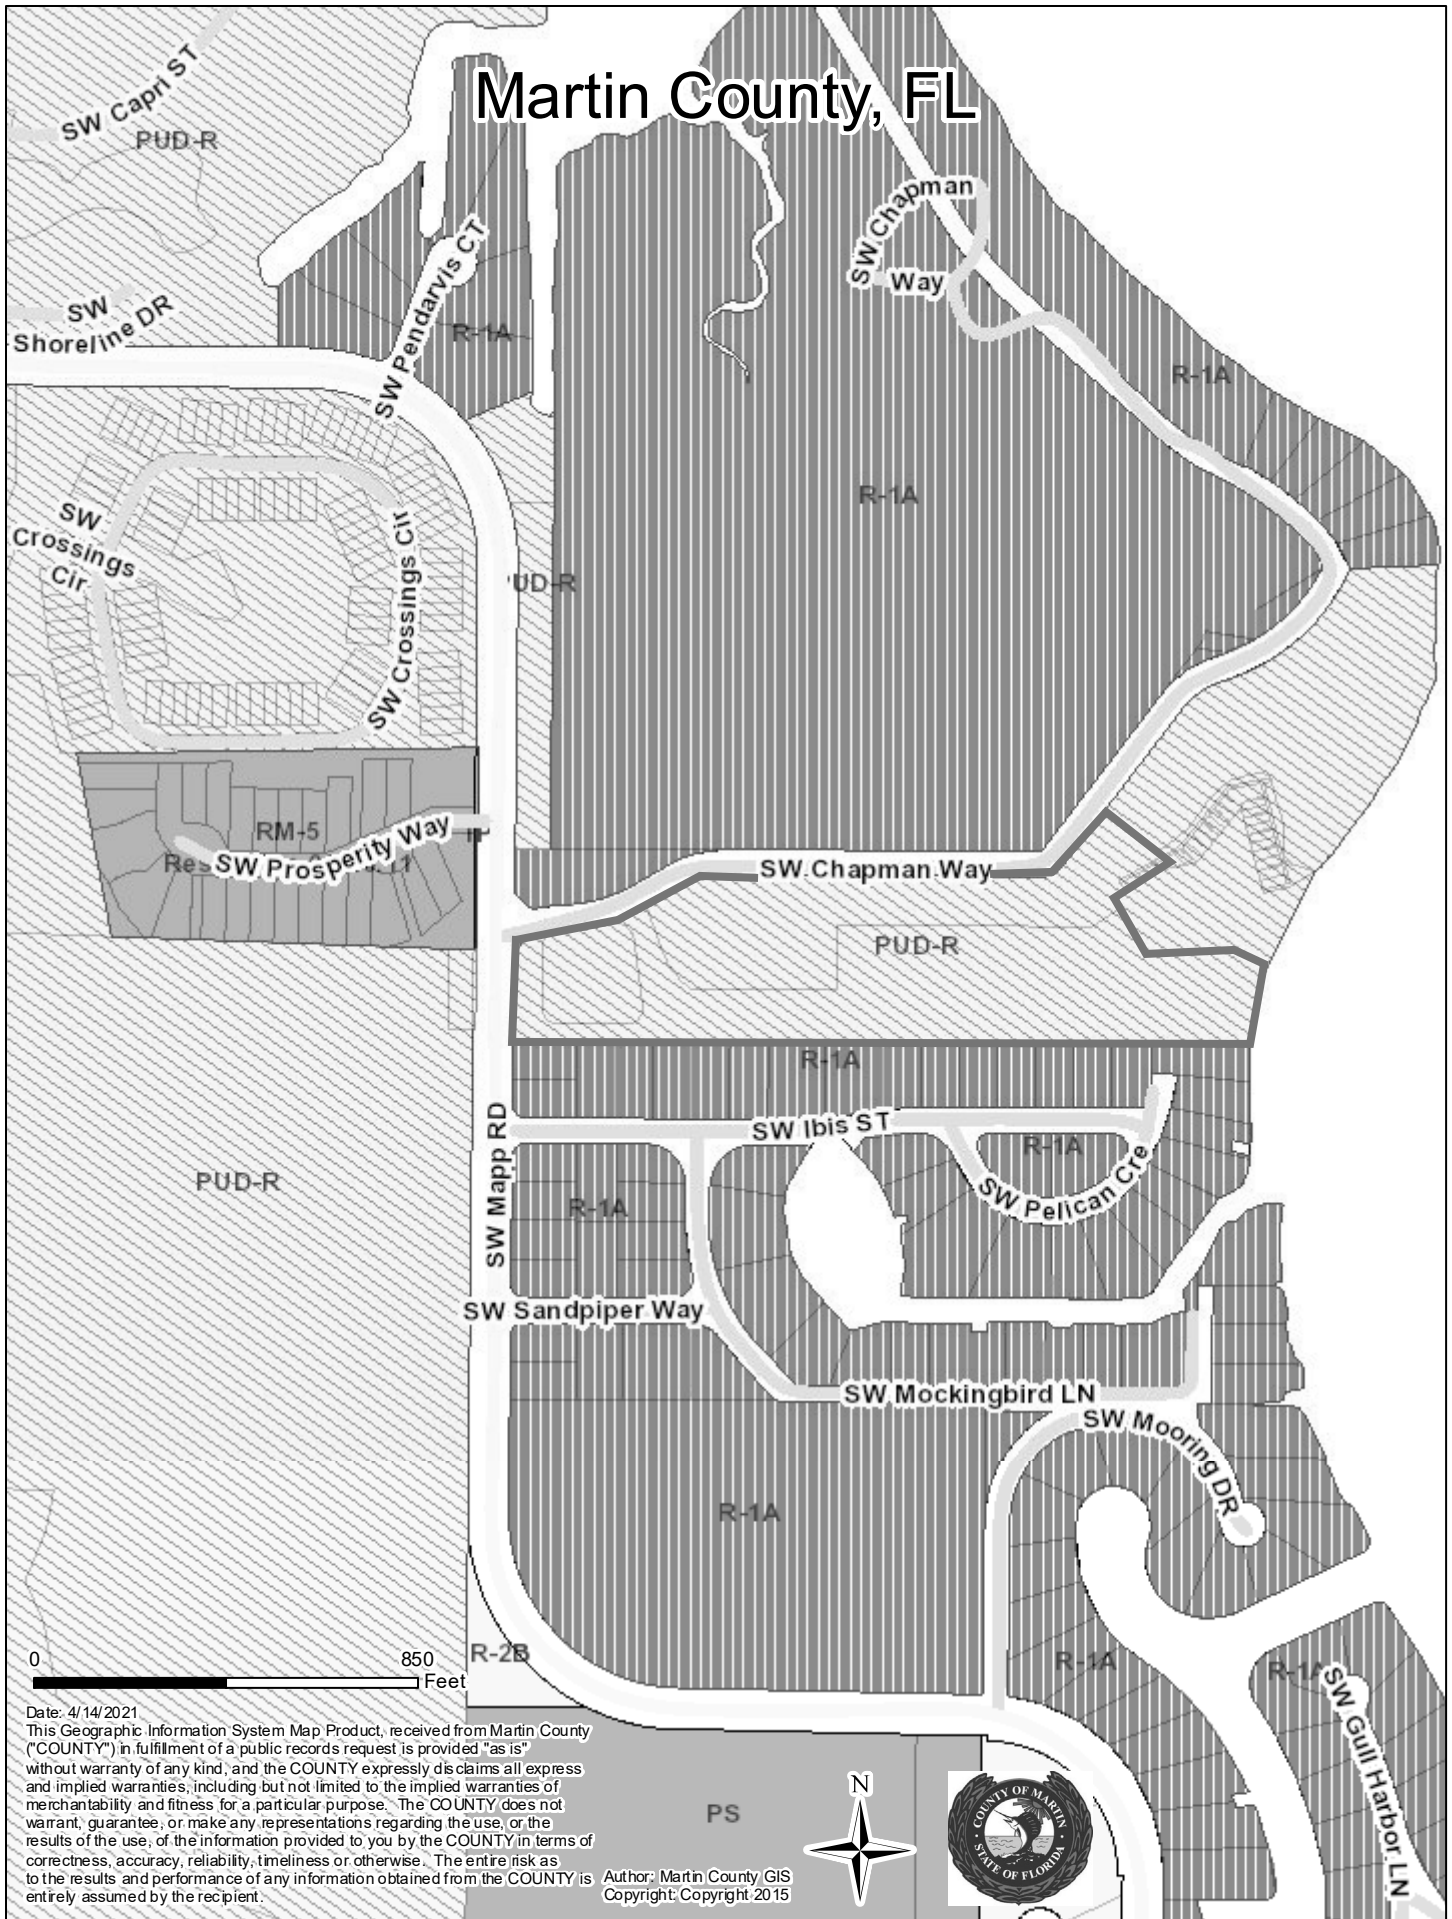 Martin County, FL
SW Capri ST
PUD-R
SW Chapman
Way
SW
Shoreline DR
SW Pendarvis CT
R-1A
R-1A
R-1A
SW
Crossings
Cir
SW Crossings Cir
UD-R
RM-5
SW Prosperity Way
SW Chapman Way
PUD-R
R-1A
SW Mapp RD
SW Ibis ST
R-1A
SW Pelican Cre
PUD-R
R-1A
SW Sandpiper Way
SW Mockingbird LN
SW Mooring DR
R-1A
R-2B
R-1A
R-1A
SW Gull Harbor LN
0 850
Feet
Date: 4/14/2021
This Geographic Information System Map Product, received from Martin County
("COUNTY") in fulfillment of a public records request is provided "as is"
without warranty of any kind, and the COUNTY expressly disclaims all express
and implied warranties, including but not limited to the implied warranties of
merchantability and fitness for a particular purpose. The COUNTY does not
warrant, guarantee, or make any representations regarding the use, or the
results of the use, of the information provided to you by the COUNTY in terms of
correctness, accuracy, reliability, timeliness or otherwise. The entire risk as
to the results and performance of any information obtained from the COUNTY is
entirely assumed by the recipient.
PS
N
Author: Martin County GIS
Copyright: Copyright 2015
COUNTY OF MARTIN
STATE OF FLORIDA